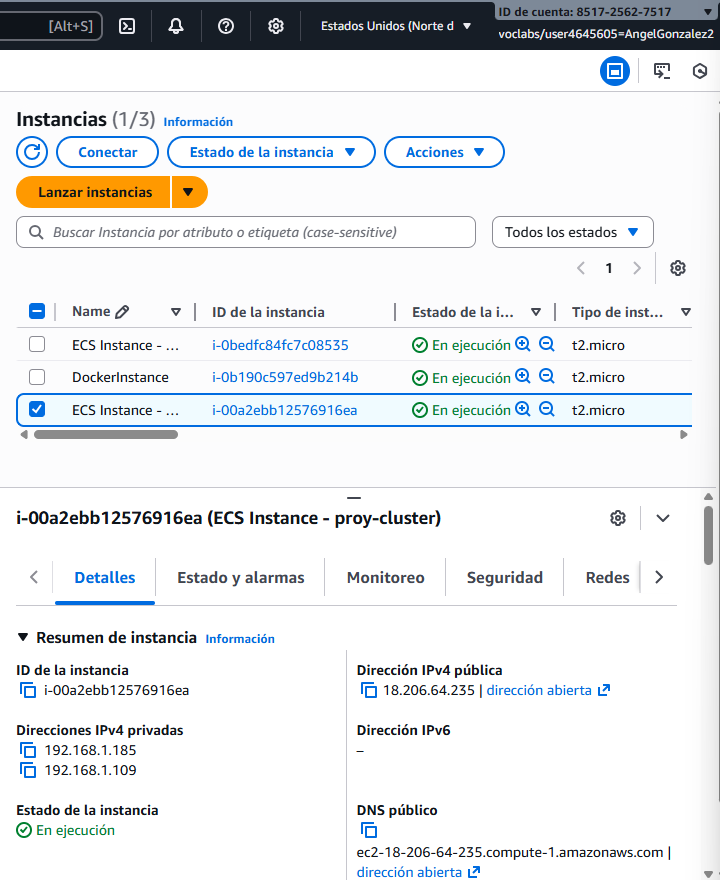 [Alt+S]
Estados Unidos (Norte d
ID de cuenta: 8517-2562-7517
voclabs/user4645605=AngelGonzalez2
Instancias (1/3) Información
Conectar
Estado de la instancia
Acciones
Lanzar instancias
Buscar Instancia por atributo o etiqueta (case-sensitive)
Todos los estados
1
Name ID de la instancia Estado de la i... Tipo de inst...
ECS Instance - ... i-0bedfc84fc7c08535 En ejecución t2.micro
DockerInstance i-0b190c597ed9b214b En ejecución t2.micro
ECS Instance - ... i-00a2ebb12576916ea En ejecución t2.micro
i-00a2ebb12576916ea (ECS Instance - proy-cluster)
Detalles Estado y alarmas Monitoreo Seguridad Redes
Resumen de instancia Información
ID de la instancia
i-00a2ebb12576916ea
Dirección IPv4 pública
18.206.64.235 | dirección abierta
Direcciones IPv4 privadas
192.168.1.185
192.168.1.109
Dirección IPv6
–
Estado de la instancia
En ejecución
DNS público
ec2-18-206-64-235.compute-1.amazonaws.com |
dirección abierta